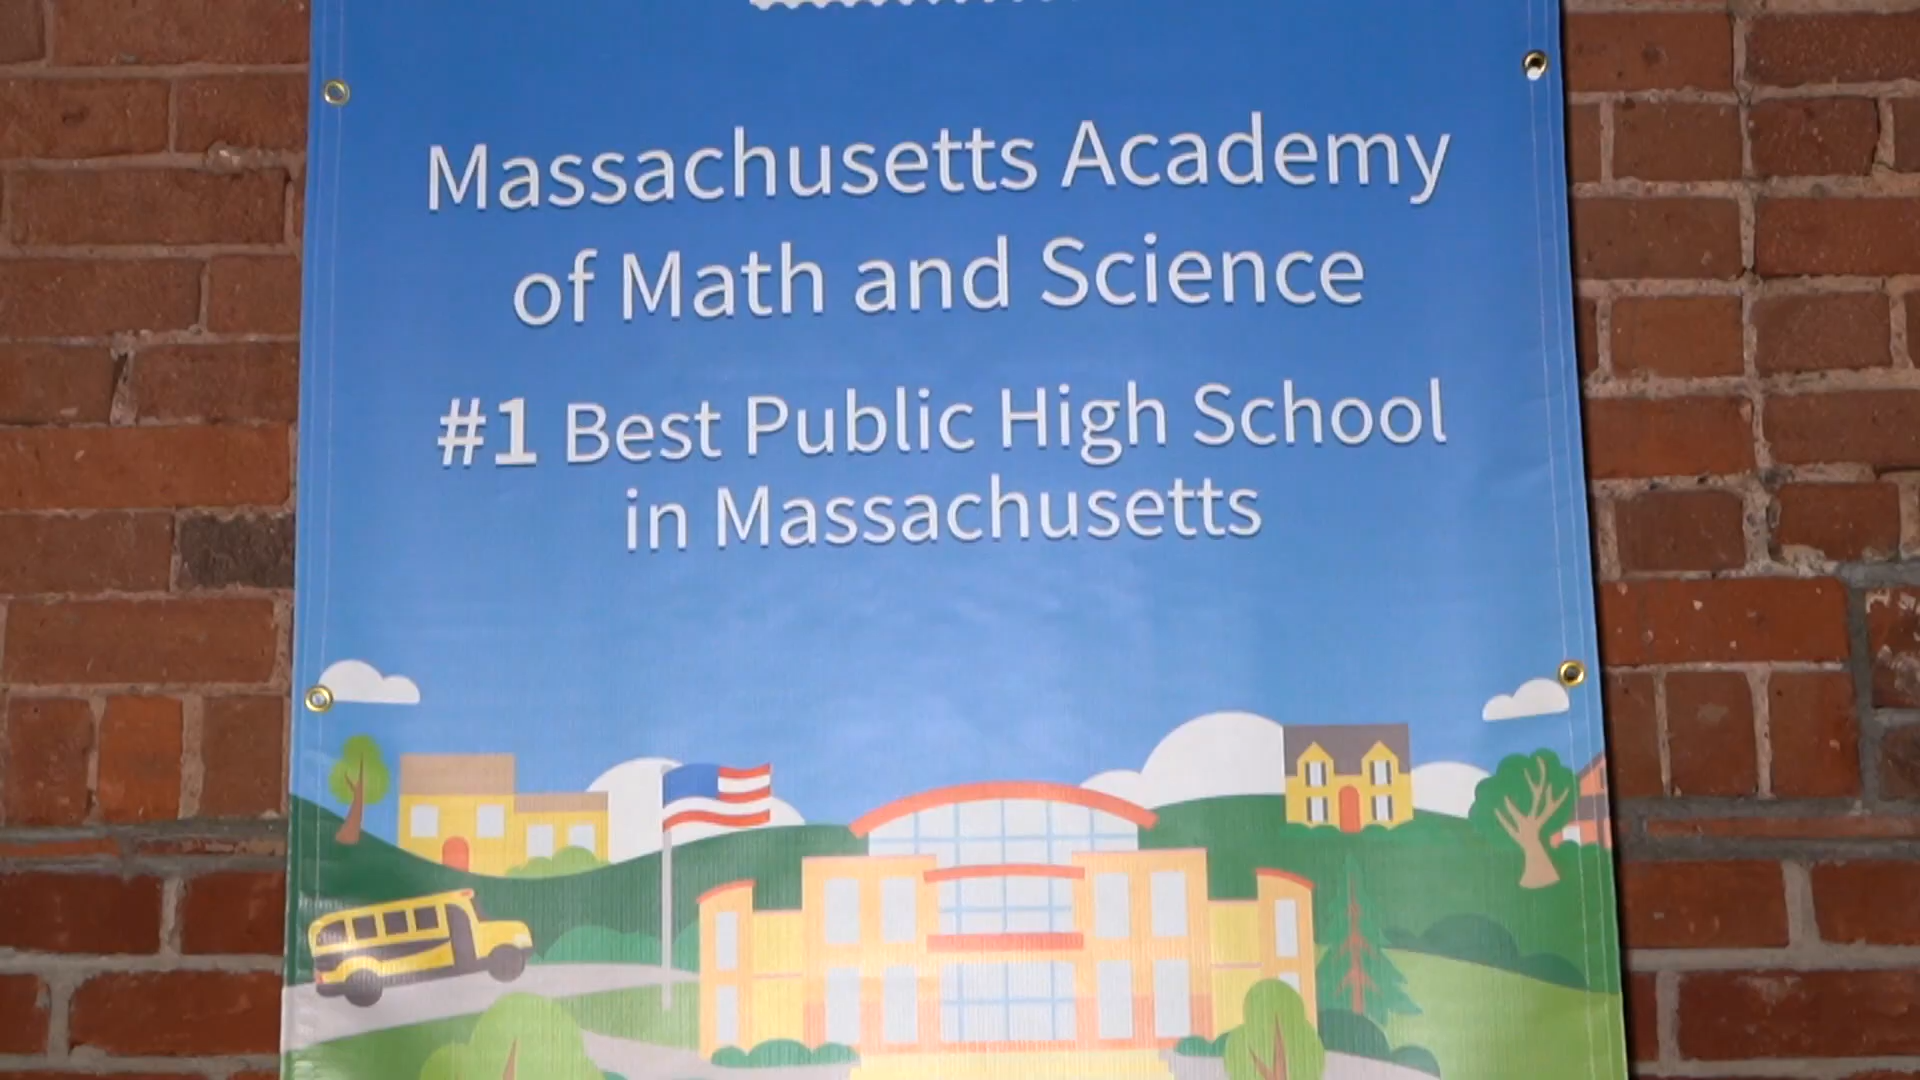 Massachusetts Academy
of Math and Science
#1 Best Public High School
in Massachusetts